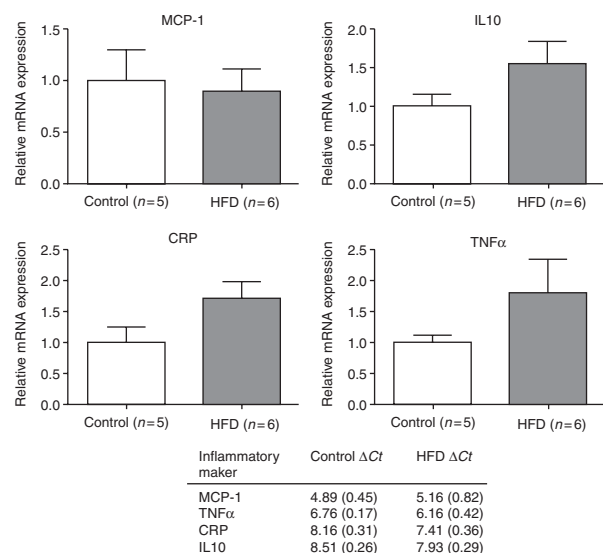 MCP-1
Relative mRNA expression
2.0
1.5
1.0
0.5
0.0
Control (n=5)
HFD (n=6)
IL10
Relative mRNA expression
2.0
1.5
1.0
0.5
0.0
Control (n=5)
HFD (n=6)
CRP
Relative mRNA expression
2.5
2.0
1.5
1.0
0.5
0.0
Control (n=5)
HFD (n=6)
TNFα
Relative mRNA expression
2.5
2.0
1.5
1.0
0.5
0.0
Control (n=5)
HFD (n=6)
Inflammatory maker Control ΔCt HFD ΔCt
MCP-1 4.89 (0.45) 5.16 (0.82)
TNFα 6.76 (0.17) 6.16 (0.42)
CRP 8.16 (0.31) 7.41 (0.36)
IL10 8.51 (0.26) 7.93 (0.29)